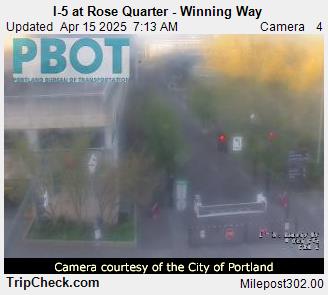 I-5 at Rose Quarter - Winning Way
Updated Apr 15 2025 7:13 AM Camera 4
PBOT
PORTLAND BUREAU OF TRANSPORTATION
Camera courtesy of the City of Portland
TripCheck.com Milepost302.00